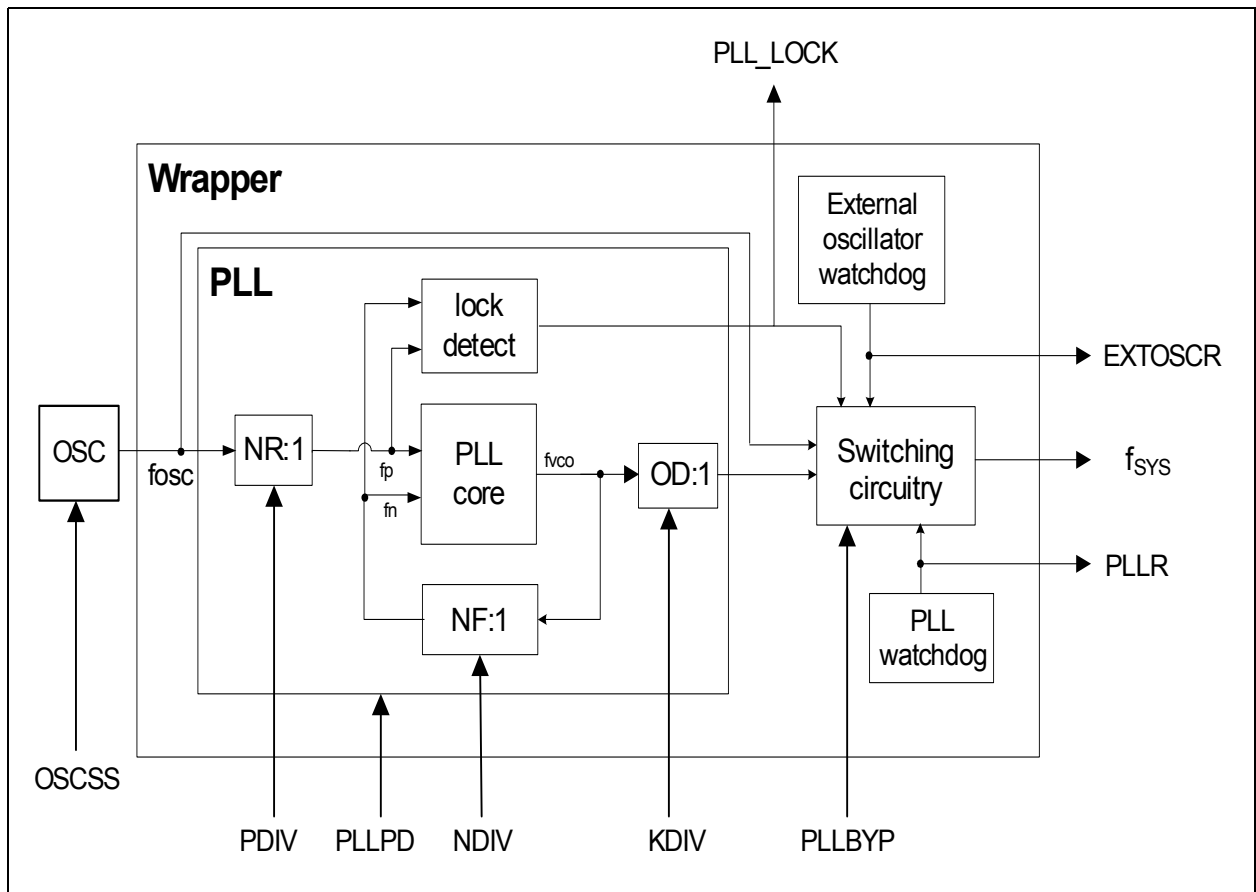 PLL_LOCK
Wrapper
External
oscillator
watchdog
PLL
lock
detect
EXTOSCR
OSC
fosc
NR:1
fp
fn
PLL
core
fvco
OD:1
Switching
circuitry
fSYS
PLLR
NF:1
PLL
watchdog
OSCSS
PDIV
PLLPD
NDIV
KDIV
PLLBYP